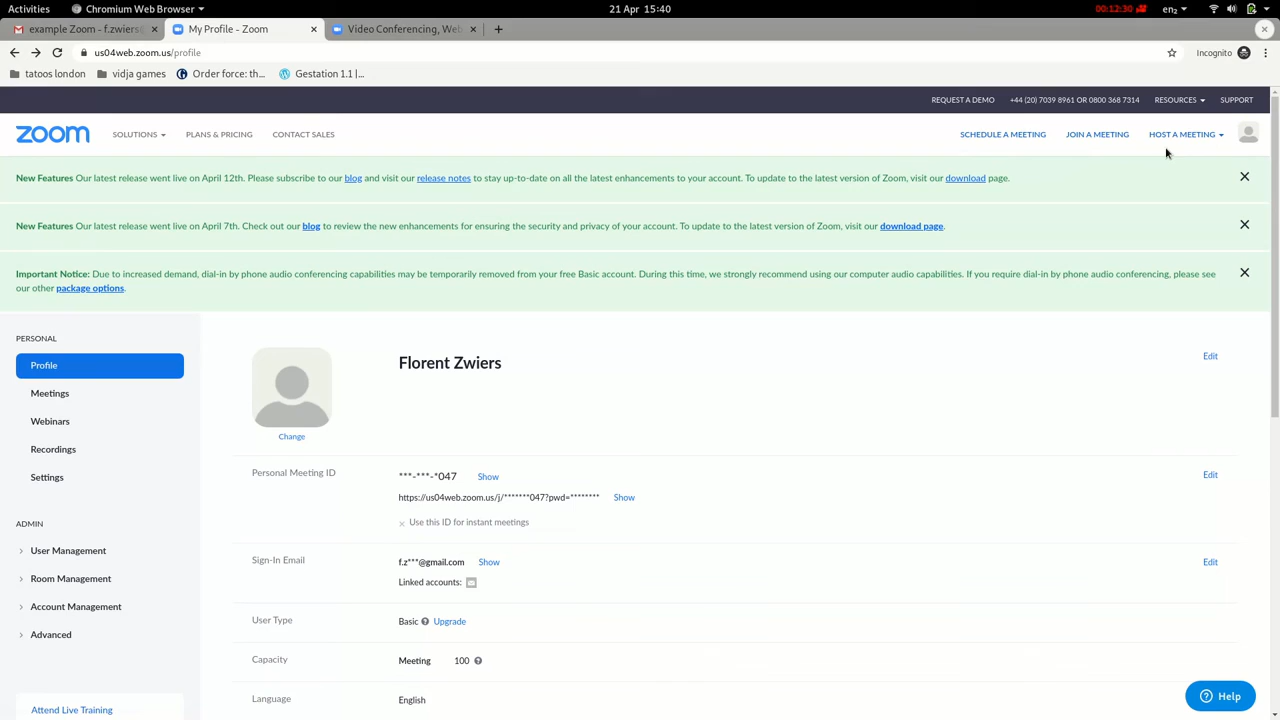 Activities
Chromium Web Browser
21 Apr 15:40
00:12:30
en₂
example Zoom - f.zwiers@
My Profile - Zoom
Video Conferencing, Web
us04web.zoom.us/profile
Incognito
tatoos london
vidja games
Order force: th...
Gestation 1.1 |...
REQUEST A DEMO
+44 (20) 7039 8961 OR 0800 368 7314
RESOURCES
SUPPORT
zoom
SOLUTIONS
PLANS & PRICING
CONTACT SALES
SCHEDULE A MEETING
JOIN A MEETING
HOST A MEETING
New Features Our latest release went live on April 12th. Please subscribe to our blog and visit our release notes to stay up-to-date on all the latest enhancements to your account. To update to the latest version of Zoom, visit our download page.
New Features Our latest release went live on April 7th. Check out our blog to review the new enhancements for ensuring the security and privacy of your account. To update to the latest version of Zoom, visit our download page.
Important Notice: Due to increased demand, dial-in by phone audio conferencing capabilities may be temporarily removed from your free Basic account. During this time, we strongly recommend using our computer audio capabilities. If you require dial-in by phone audio conferencing, please see
our other package options.
PERSONAL
Profile
Meetings
Webinars
Recordings
Settings
ADMIN
User Management
Room Management
Account Management
Advanced
Attend Live Training
Change
Florent Zwiers
Edit
Personal Meeting ID
***-***-*047 Show
Edit
https://us04web.zoom.us/j/*******047?pwd=******** Show
Use this ID for instant meetings
Sign-In Email
f.z***@gmail.com Show
Edit
Linked accounts:
User Type
Basic Upgrade
Capacity
Meeting 100
Language
English
Help